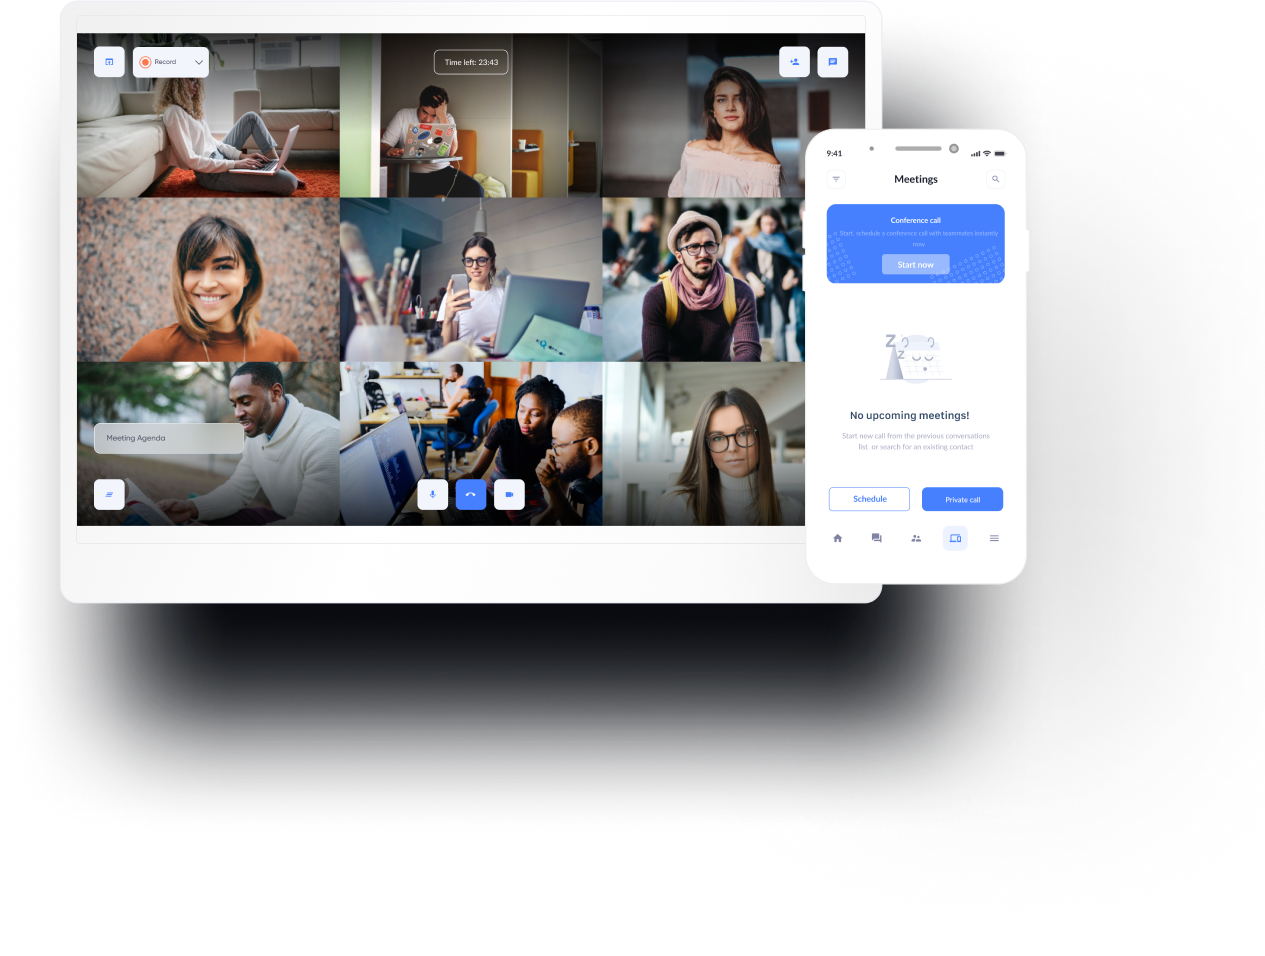 Record
Time left: 23:43
Meeting Agenda
9:41
Meetings
Conference call
Start, schedule a conference call with teammates instantly
now
Start now
Z
Z
No upcoming meetings!
Start new call from the previous conversations
list or search for an existing contact
Schedule
Private call